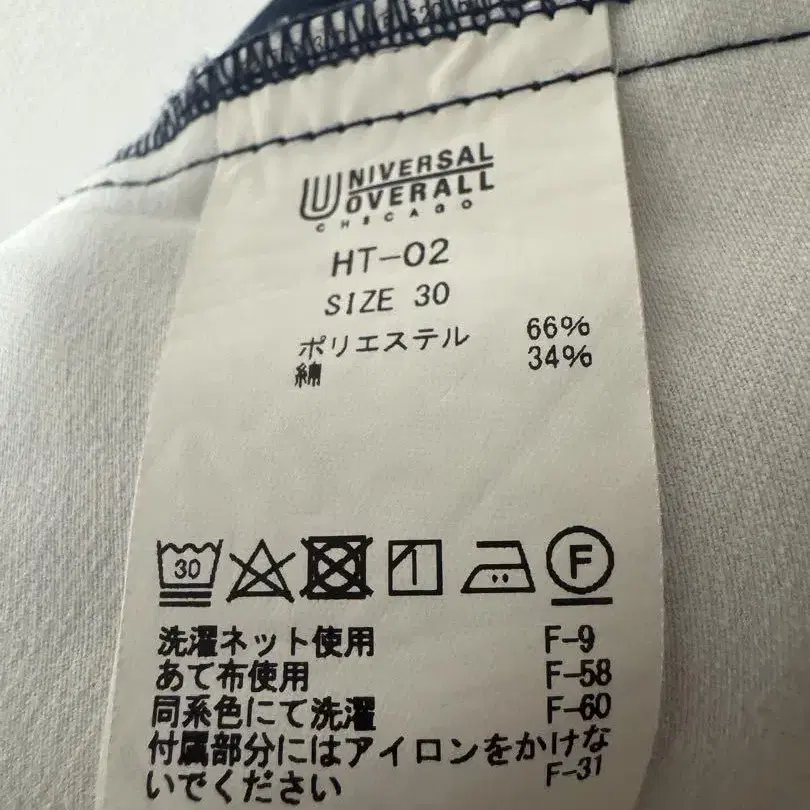 UNIVERSAL
OVERALL
CHICAGO
HT-02
SIZE 30
ポリエステル 66%
綿 34%
30
F
洗濯ネット使用 F-9
あて布使用 F-58
同系色にて洗濯 F-60
付属部分にはアイロンをかけな
いでください F-31